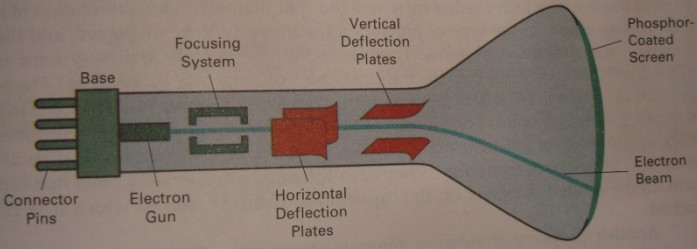 Vertical
Deflection
Plates
Phosphor-
Coated
Screen
Focusing
System
Base
Electron
Beam
Connector
Pins
Electron
Gun
Horizontal
Deflection
Plates